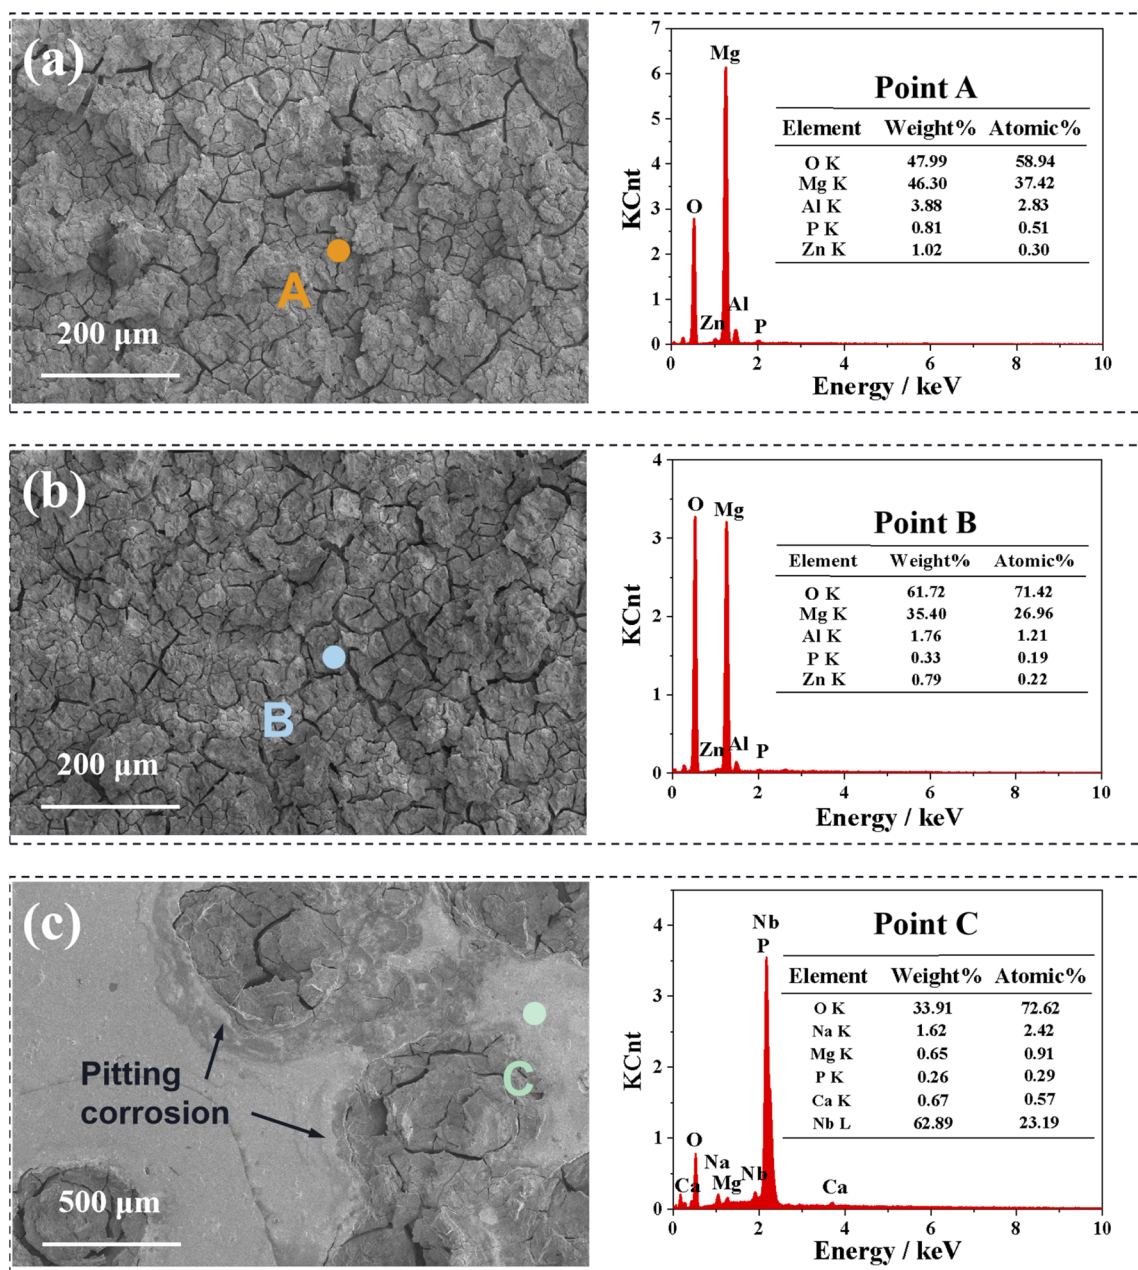 (a)
A
200 μm
7
6
5
4
3
2
1
0
KCnt
Mg
O
Zn
Al
P
Point A
Element Weight% Atomic%
O K 47.99 58.94
Mg K 46.30 37.42
Al K 3.88 2.83
P K 0.81 0.51
Zn K 1.02 0.30
0 2 4 6 8 10
Energy / keV
(b)
B
200 μm
4
3
2
1
0
KCnt
O
Mg
Zn
Al
P
Point B
Element Weight% Atomic%
O K 61.72 71.42
Mg K 35.40 26.96
Al K 1.76 1.21
P K 0.33 0.19
Zn K 0.79 0.22
0 2 4 6 8 10
Energy / keV
(c)
Pitting
corrosion
C
500 μm
4
3
2
1
0
KCnt
Nb
P
O
Ca
Na
Mg
Nb
Ca
Point C
Element Weight% Atomic%
O K 33.91 72.62
Na K 1.62 2.42
Mg K 0.65 0.91
P K 0.26 0.29
Ca K 0.67 0.57
Nb L 62.89 23.19
0 2 4 6 8 10
Energy / keV